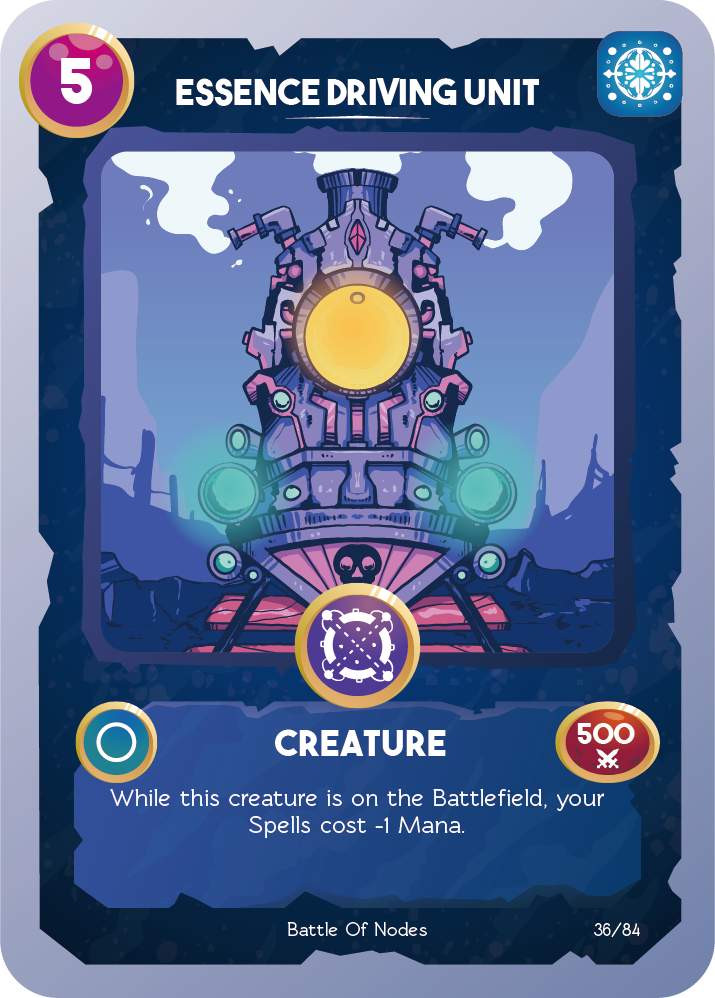 5
ESSENCE DRIVING UNIT
CREATURE
500
While this creature is on the Battlefield, your
Spells cost -1 Mana.
Battle Of Nodes
36/84